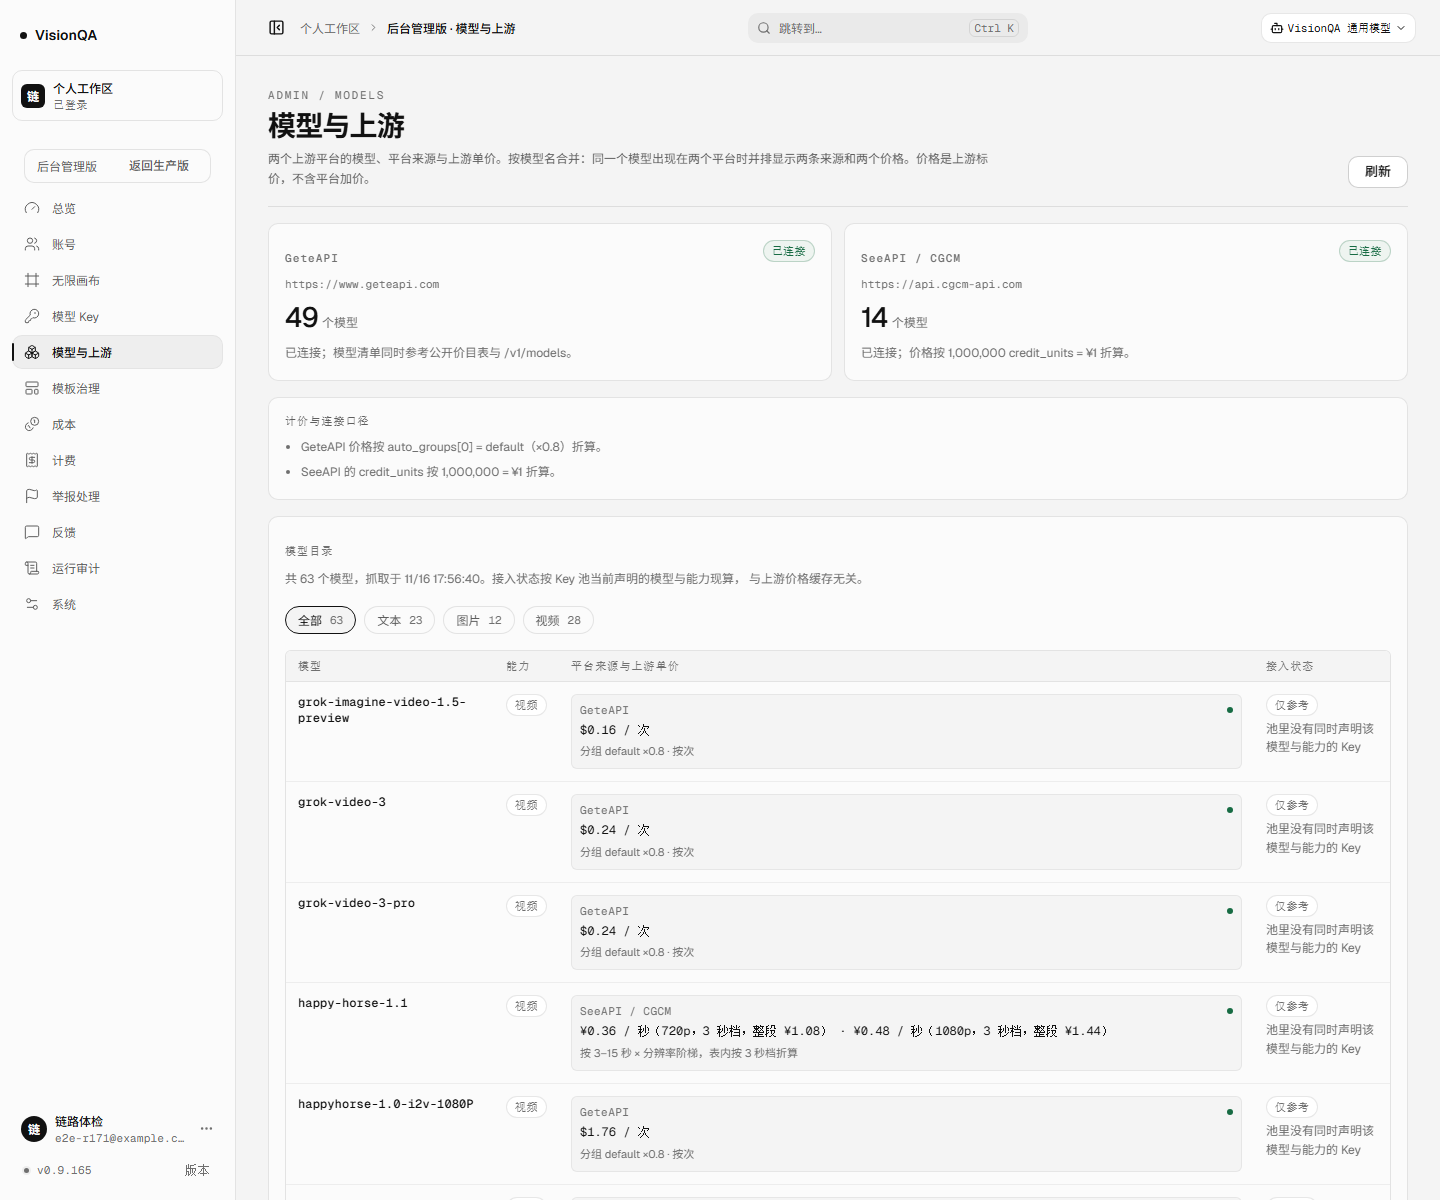 VisionQA
链
个人工作区
已登录
后台管理版
返回生产版
总览
账号
无限画布
模型 Key
模型与上游
模板治理
成本
计费
举报处理
反馈
运行审计
系统
链
链路体检
e2e-r171@example.c…
v0.9.165
版本
个人工作区
后台管理版 · 模型与上游
跳转到…
Ctrl K
VisionQA 通用模型
ADMIN / MODELS
模型与上游
两个上游平台的模型、平台来源与上游单价。按模型名合并：同一个模型出现在两个平台时并排显示两条来源和两个价格。价格是上游标
价，不含平台加价。
刷新
GeteAPI
已连接
https://www.geteapi.com
49 个模型
已连接；模型清单同时参考公开价目表与 /v1/models。
SeeAPI / CGCM
已连接
https://api.cgcm-api.com
14 个模型
已连接；价格按 1,000,000 credit_units = ¥1 折算。
计价与连接口径
GeteAPI 价格按 auto_groups[0] = default（×0.8）折算。
SeeAPI 的 credit_units 按 1,000,000 = ¥1 折算。
模型目录
共 63 个模型，抓取于 11/16 17:56:40。接入状态按 Key 池当前声明的模型与能力现算， 与上游价格缓存无关。
全部 63
文本 23
图片 12
视频 28
模型
能力
平台来源与上游单价
接入状态
grok-imagine-video-1.5-
preview
视频
GeteAPI
$0.16 / 次
分组 default ×0.8 · 按次
仅参考
池里没有同时声明该
模型与能力的 Key
grok-video-3
视频
GeteAPI
$0.24 / 次
分组 default ×0.8 · 按次
仅参考
池里没有同时声明该
模型与能力的 Key
grok-video-3-pro
视频
GeteAPI
$0.24 / 次
分组 default ×0.8 · 按次
仅参考
池里没有同时声明该
模型与能力的 Key
happy-horse-1.1
视频
SeeAPI / CGCM
¥0.36 / 秒（720p，3 秒档，整段 ¥1.08） · ¥0.48 / 秒（1080p，3 秒档，整段 ¥1.44）
按 3–15 秒 × 分辨率阶梯，表内按 3 秒档折算
仅参考
池里没有同时声明该
模型与能力的 Key
happyhorse-1.0-i2v-1080P
视频
GeteAPI
$1.76 / 次
分组 default ×0.8 · 按次
仅参考
池里没有同时声明该
模型与能力的 Key